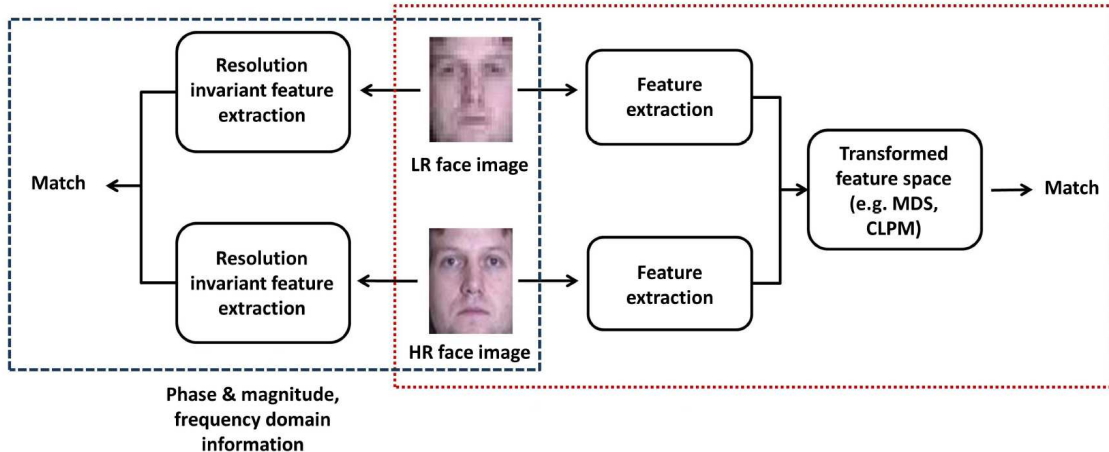 Resolution
invariant feature
extraction
LR face image
Feature
extraction
Match
Transformed
feature space
(e.g. MDS,
CLPM)
Match
Resolution
invariant feature
extraction
HR face image
Feature
extraction
Phase & magnitude,
frequency domain
information